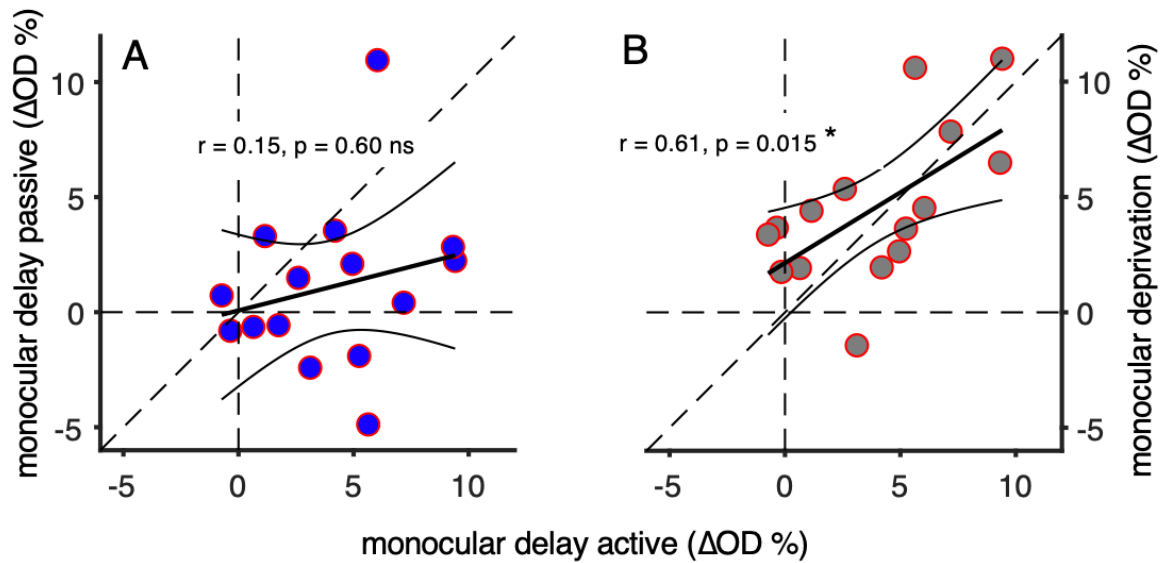 A
B
monocular delay passive (ΔOD %)
10
5
0
-5
r = 0.15, p = 0.60 ns
-5
0
5
10
r = 0.61, p = 0.015 *
10
5
0
-5
monocular deprivation (ΔOD %)
-5
0
5
10
monocular delay active (ΔOD %)